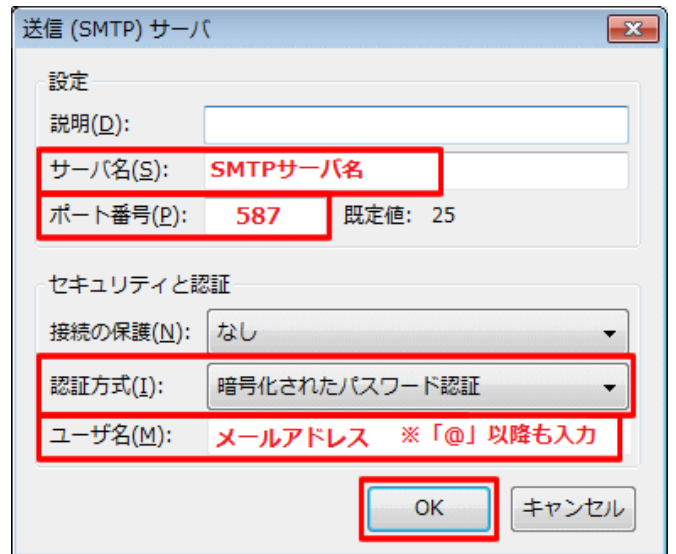 送信 (SMTP) サーバ
設定
説明(D):
サーバ名(S): SMTPサーバ名
ポート番号(P): 587 既定値: 25
セキュリティと認証
接続の保護(N): なし
認証方式(I): 暗号化されたパスワード認証
ユーザ名(M): メールアドレス ※「@」以降も入力
OK キャンセル